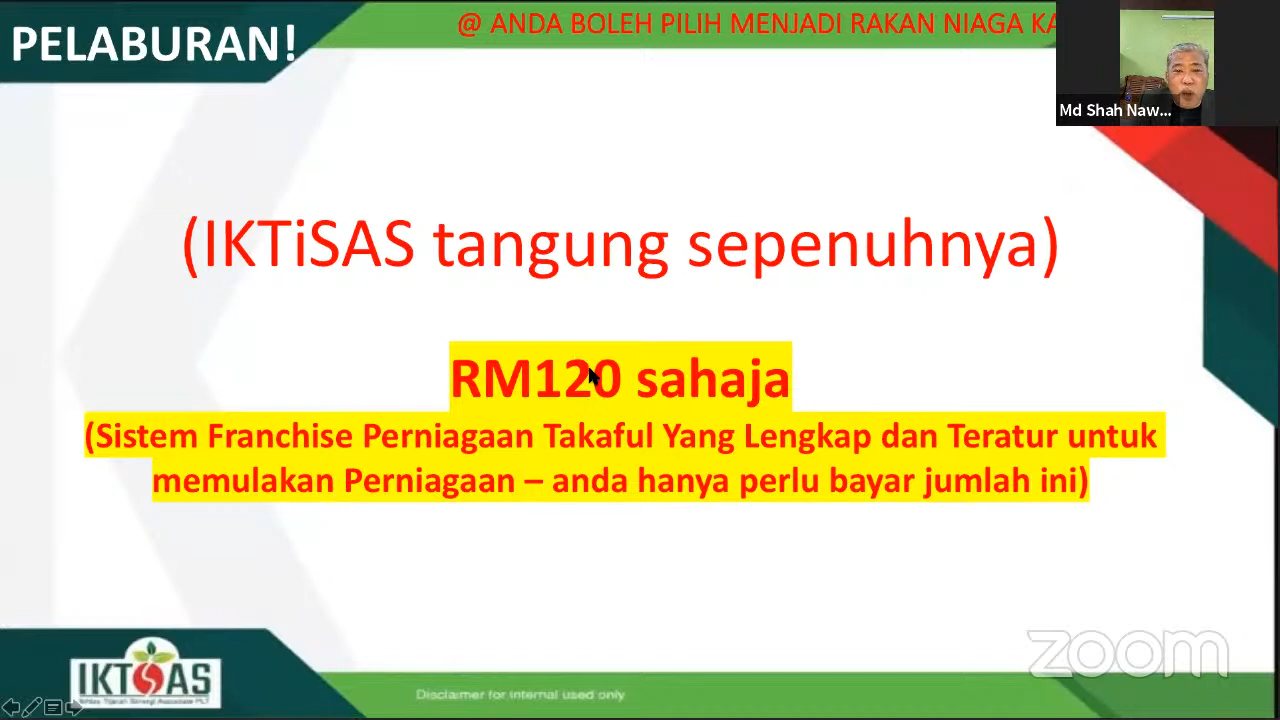 PELABURAN!
@ ANDA BOLEH PILIH MENJADI RAKAN NIAGA KA
Md Shah Naw...
(IKTiSAS tangung sepenuhnya)
RM120 sahaja
(Sistem Franchise Perniagaan Takaful Yang Lengkap dan Teratur untuk
memulakan Perniagaan – anda hanya perlu bayar jumlah ini)
zoom
IKTSAS
Disclaimer for internal used only